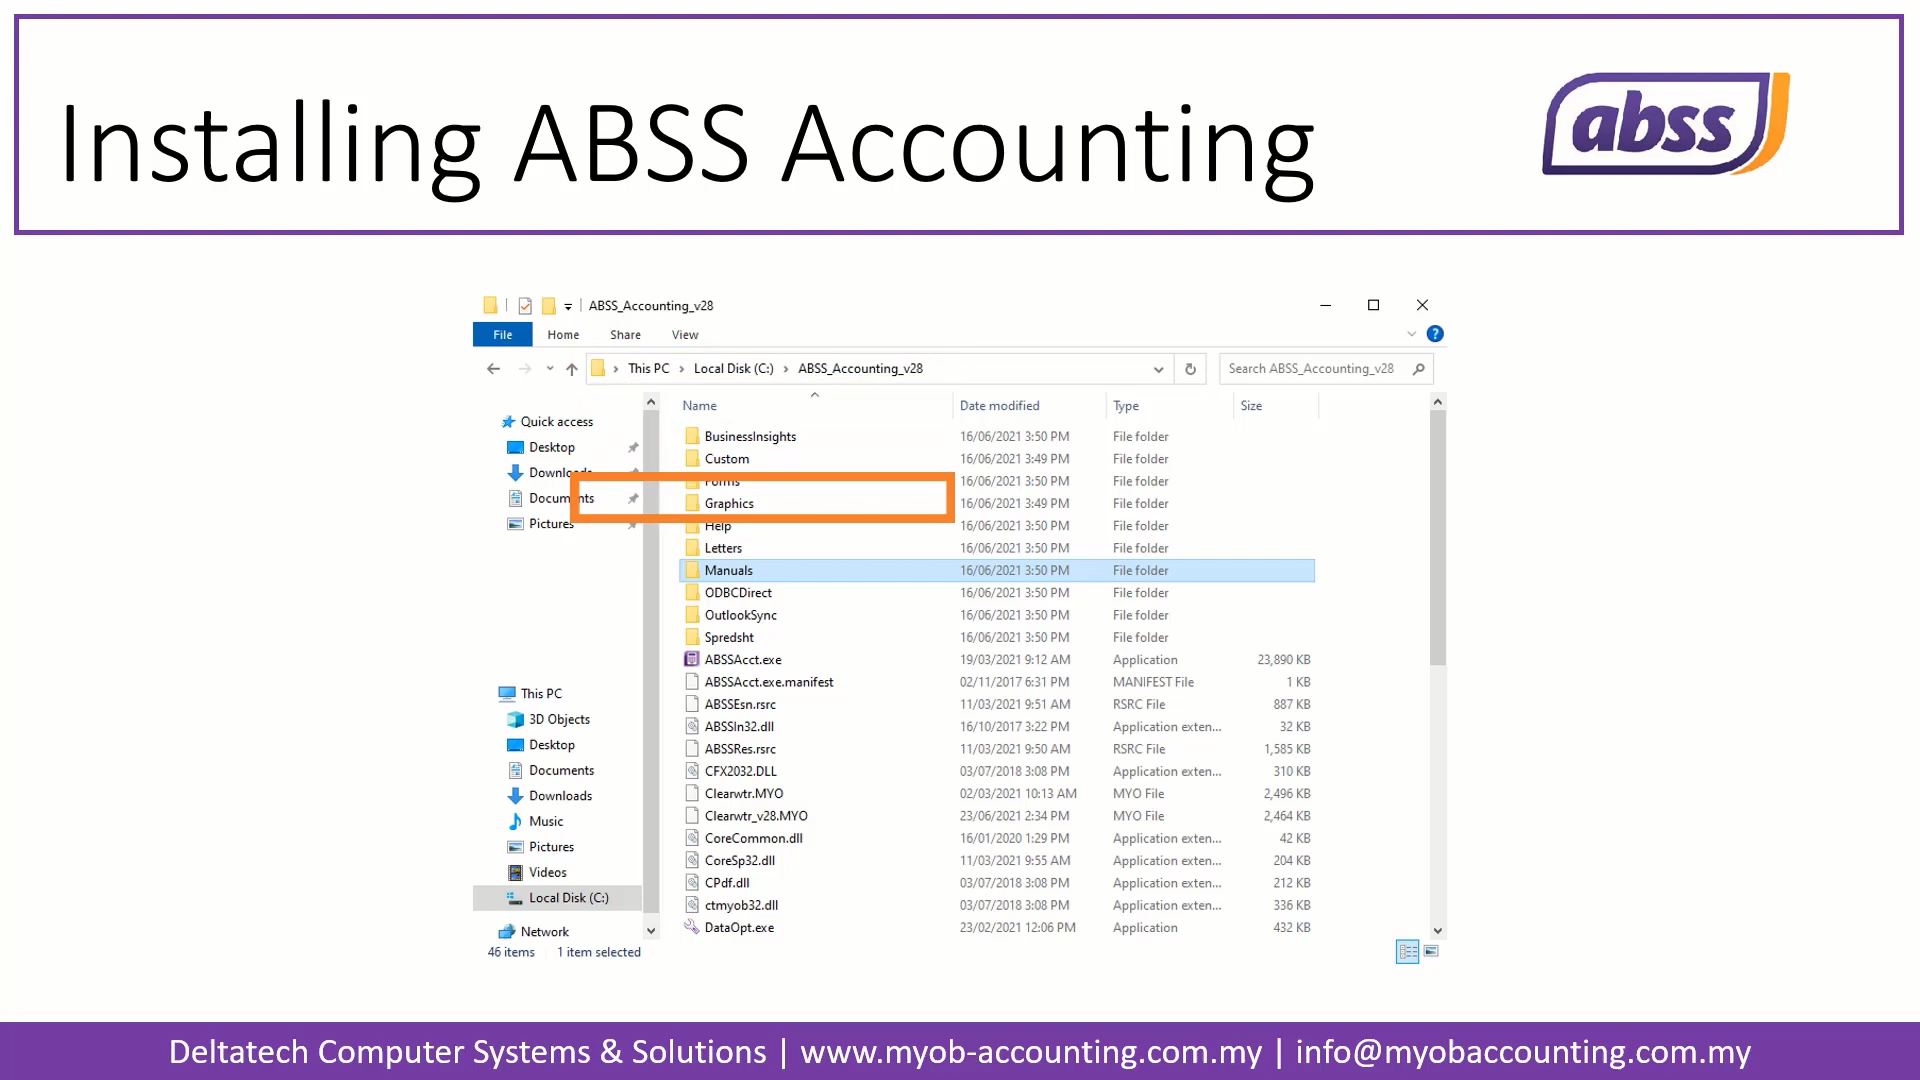 Installing ABSS Accounting
abss
ABSS_Accounting_v28
File Home Share View
This PC Local Disk (C:) ABSS_Accounting_v28
Search ABSS_Accounting_v28
Quick access
Desktop
Downloads
Documents
Pictures
This PC
3D Objects
Desktop
Documents
Downloads
Music
Pictures
Videos
Local Disk (C:)
Network
Name Date modified Type Size
BusinessInsights 16/06/2021 3:50 PM File folder
Custom 16/06/2021 3:49 PM File folder
Forms 16/06/2021 3:50 PM File folder
Graphics 16/06/2021 3:49 PM File folder
Help 16/06/2021 3:50 PM File folder
Letters 16/06/2021 3:50 PM File folder
Manuals 16/06/2021 3:50 PM File folder
ODBCDirect 16/06/2021 3:50 PM File folder
OutlookSync 16/06/2021 3:50 PM File folder
Spredsht 16/06/2021 3:50 PM File folder
ABSSAcct.exe 19/03/2021 9:12 AM Application 23,890 KB
ABSSAcct.exe.manifest 02/11/2017 6:31 PM MANIFEST File 1 KB
ABSSEsn.rsrc 11/03/2021 9:51 AM RSRC File 887 KB
ABSSIn32.dll 16/10/2017 3:22 PM Application exten... 32 KB
ABSSRes.rsrc 11/03/2021 9:50 AM RSRC File 1,585 KB
CFX2032.DLL 03/07/2018 3:08 PM Application exten... 310 KB
Clearwtr.MYO 02/03/2021 10:13 AM MYO File 2,496 KB
Clearwtr_v28.MYO 23/06/2021 2:34 PM MYO File 2,464 KB
CoreCommon.dll 16/01/2020 1:29 PM Application exten... 42 KB
CoreSp32.dll 11/03/2021 9:55 AM Application exten... 204 KB
CPdf.dll 03/07/2018 3:08 PM Application exten... 212 KB
ctmyob32.dll 03/07/2018 3:08 PM Application exten... 336 KB
DataOpt.exe 23/02/2021 12:06 PM Application 432 KB
46 items 1 item selected
Deltatech Computer Systems & Solutions | www.myob-accounting.com.my | info@myobaccounting.com.my